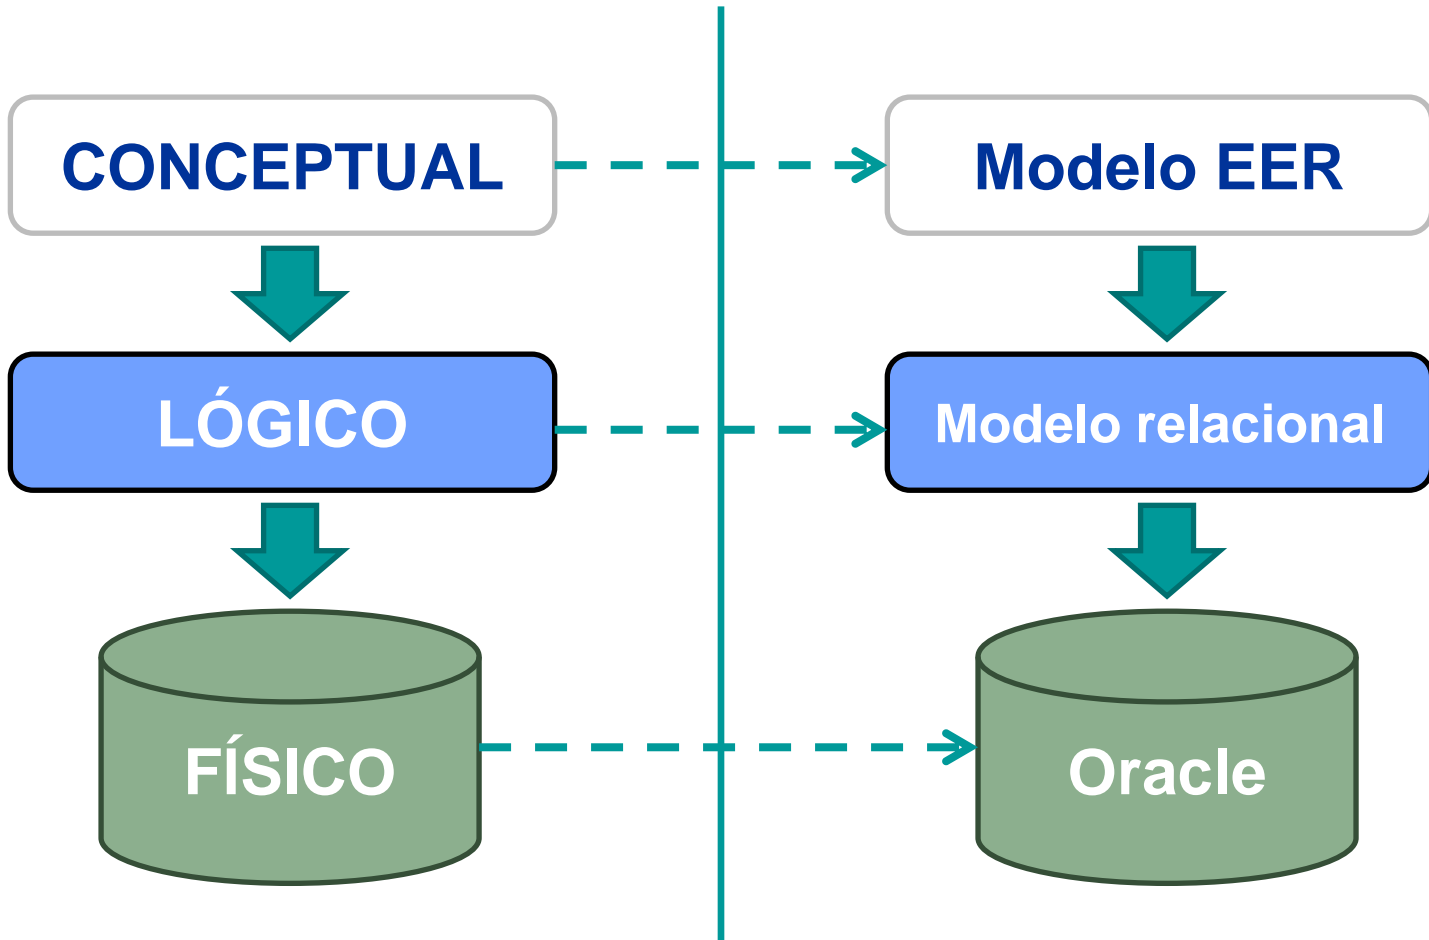 CONCEPTUAL
Modelo EER
LÓGICO
Modelo relacional
FÍSICO
Oracle